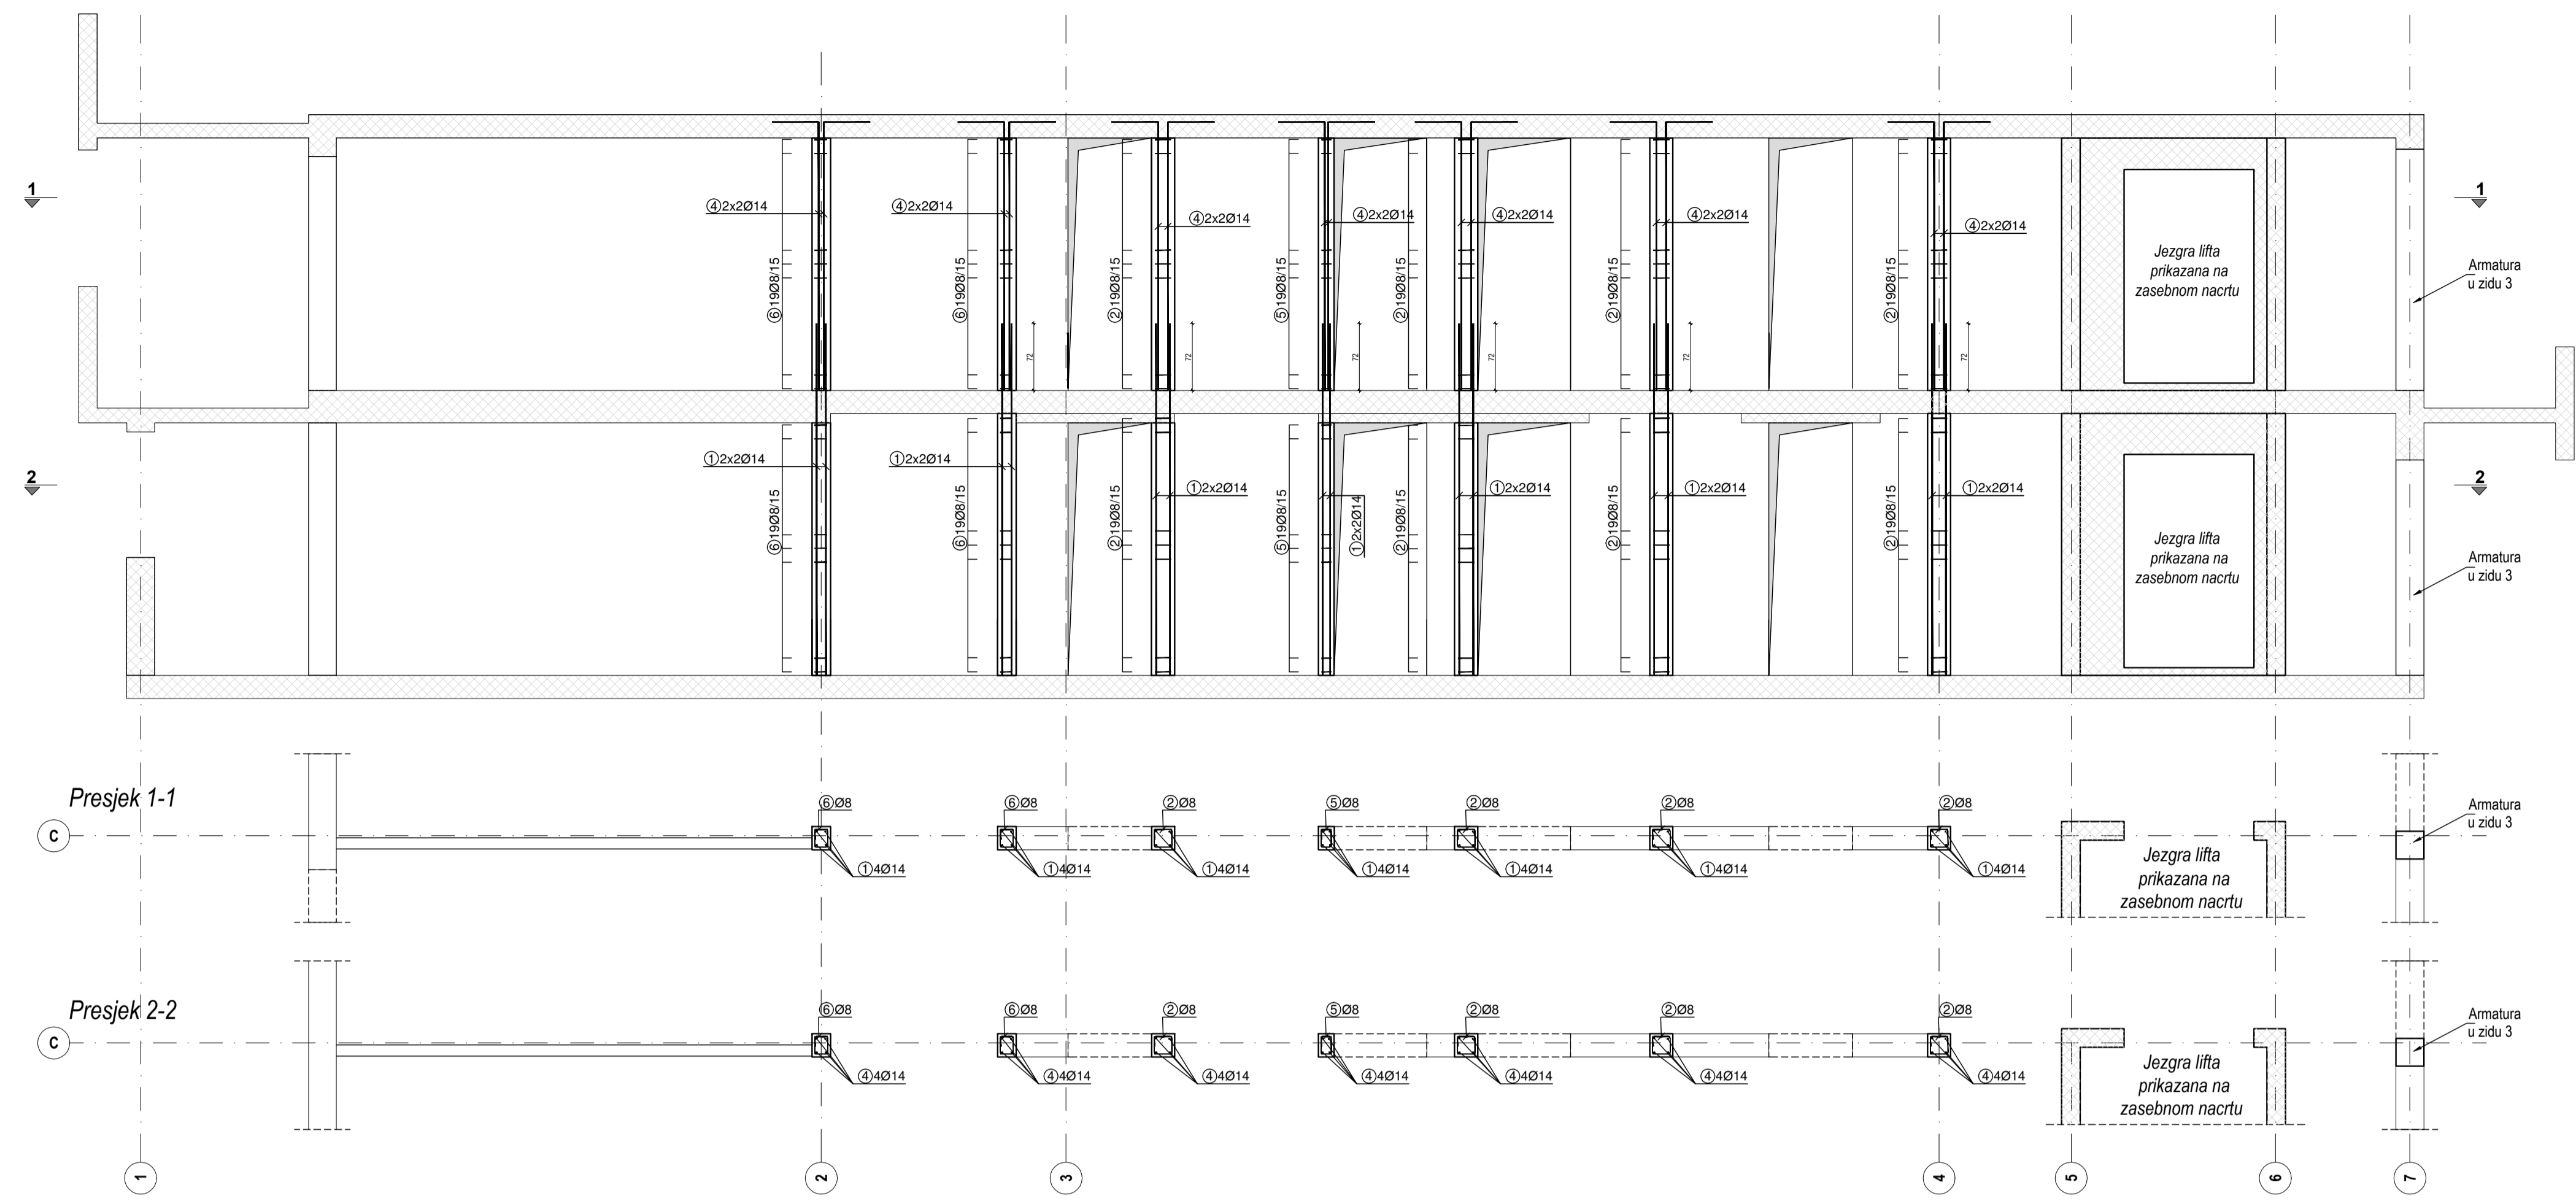 1
1
④2x2Ø14
④2x2Ø14
④2x2Ø14
④2x2Ø14
④2x2Ø14
④2x2Ø14
④2x2Ø14
⑥19Ø8/15
⑥19Ø8/15
②19Ø8/15
⑤19Ø8/15
②19Ø8/15
②19Ø8/15
②19Ø8/15
Jezgra lifta
prikazana na
zasebnom nacrtu
Armatura
u zidu 3
72
72
72
72
72
72
2
2
①2x2Ø14
①2x2Ø14
①2x2Ø14
①2x2Ø14
①2x2Ø14
①2x2Ø14
①2x2Ø14
⑥19Ø8/15
⑥19Ø8/15
②19Ø8/15
⑤19Ø8/15
②19Ø8/15
②19Ø8/15
②19Ø8/15
Jezgra lifta
prikazana na
zasebnom nacrtu
Armatura
u zidu 3
Presjek 1-1
C
⑥Ø8
⑥Ø8
②Ø8
⑤Ø8
②Ø8
②Ø8
②Ø8
①4Ø14
①4Ø14
①4Ø14
①4Ø14
①4Ø14
①4Ø14
①4Ø14
Jezgra lifta
prikazana na
zasebnom nacrtu
Armatura
u zidu 3
Presjek 2-2
C
⑥Ø8
⑥Ø8
②Ø8
⑤Ø8
②Ø8
②Ø8
②Ø8
④4Ø14
④4Ø14
④4Ø14
④4Ø14
④4Ø14
④4Ø14
④4Ø14
Jezgra lifta
prikazana na
zasebnom nacrtu
Armatura
u zidu 3
1
2
3
4
5
6
7